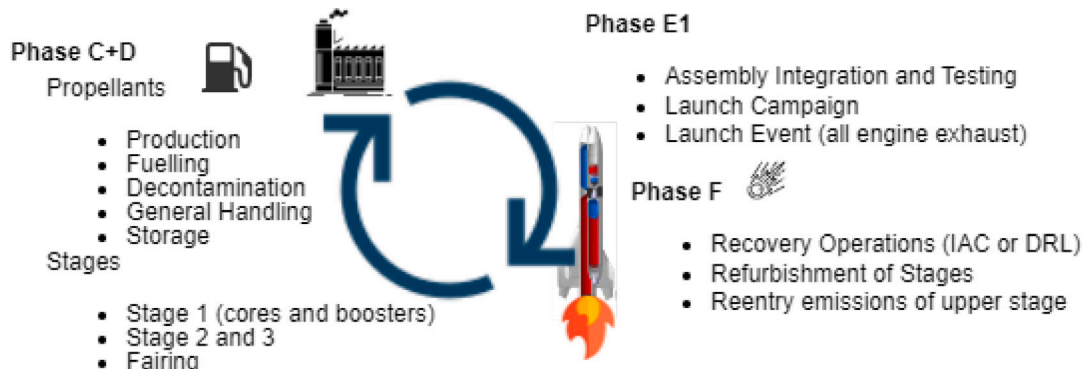 Phase C+D
Propellants
• Production
• Fuelling
• Decontamination
• General Handling
• Storage
Stages
• Stage 1 (cores and boosters)
• Stage 2 and 3
• Fairing
Phase E1
• Assembly Integration and Testing
• Launch Campaign
• Launch Event (all engine exhaust)
Phase F
• Recovery Operations (IAC or DRL)
• Refurbishment of Stages
• Reentry emissions of upper stage